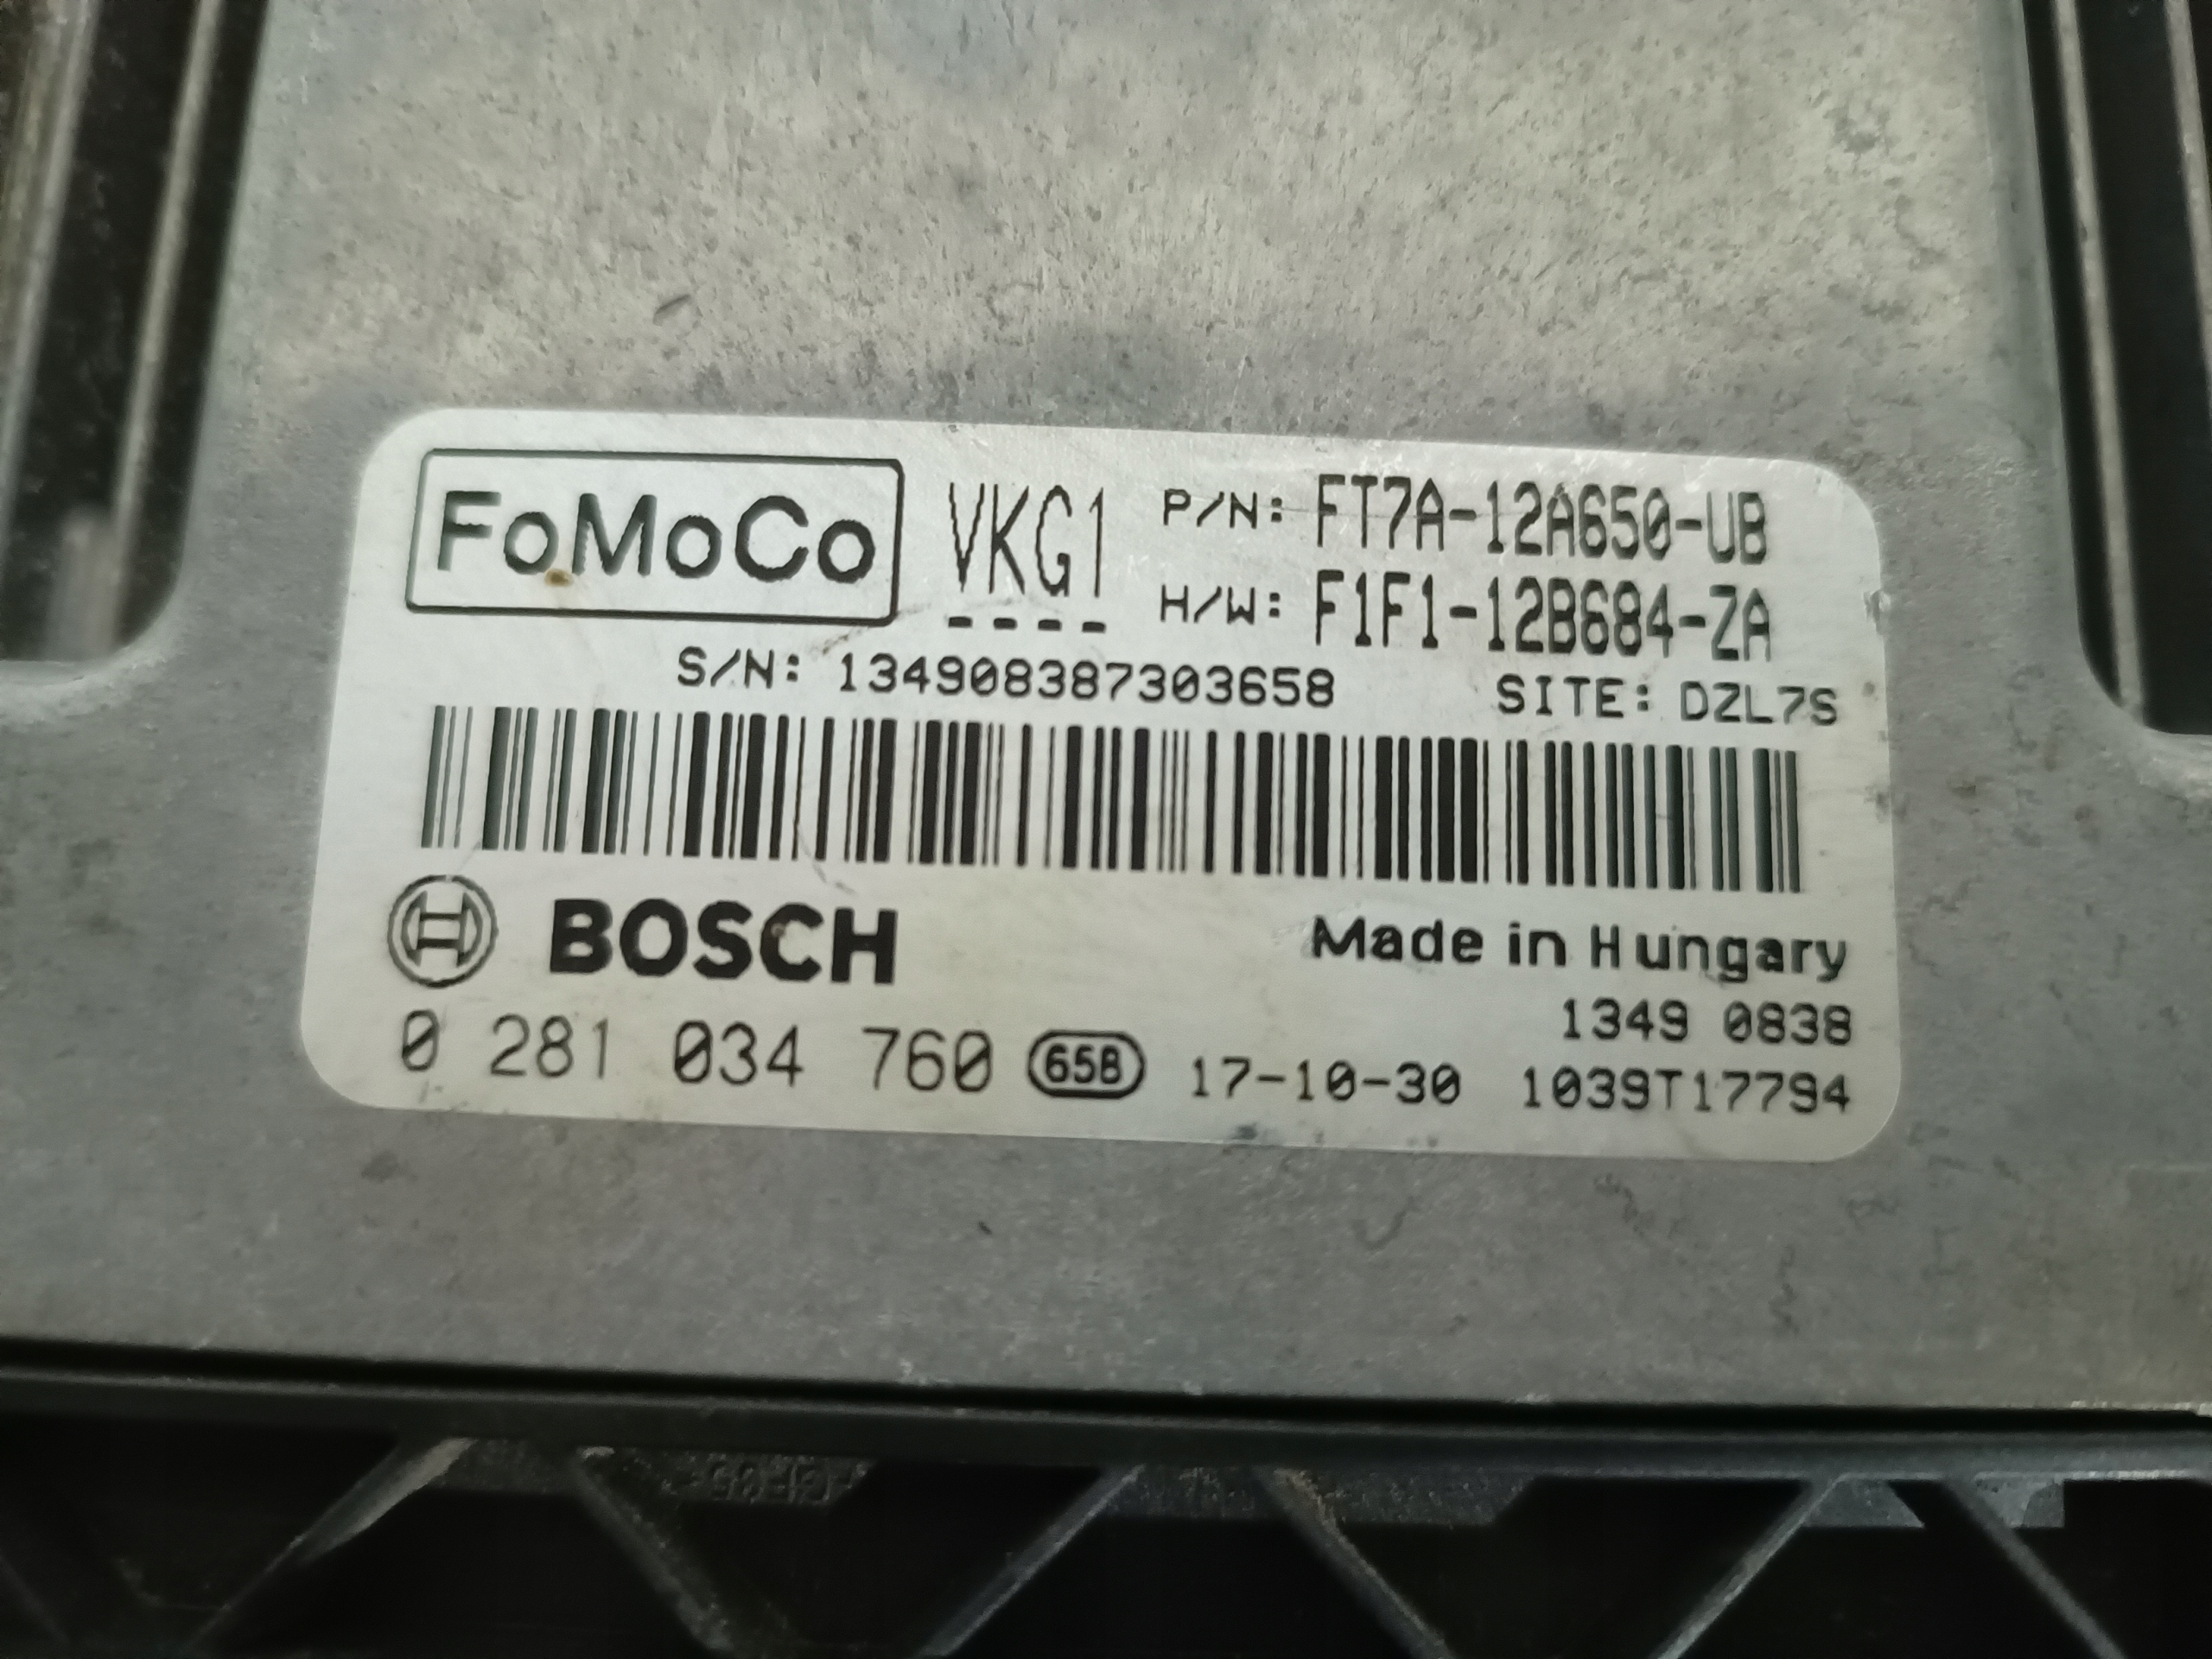 FoMoCo VKG1 P/N: FT7A-12A650-UB
---- H/W: F1F1-12B684-ZA
S/N: 134908387303658 SITE: DZL7S
BOSCH Made in Hungary
1349 0838
0 281 034 760 65B 17-10-30 1039T17794